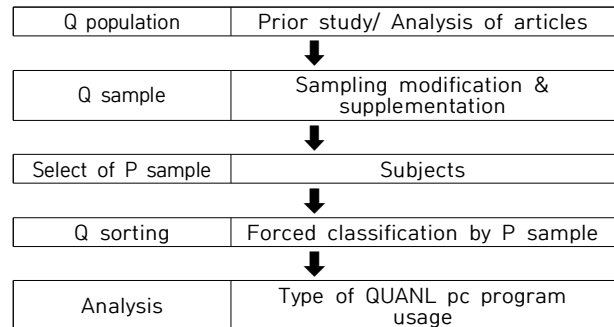 Q population Prior study/ Analysis of articles
Q sample Sampling modification &
supplementation
Select of P sample Subjects
Q sorting Forced classification by P sample
Analysis Type of QUANL pc program
usage